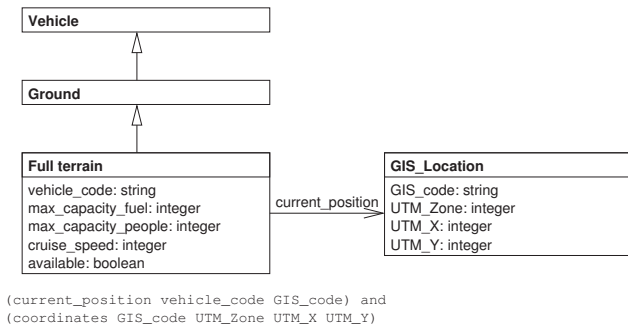 Vehicle
Ground
Full terrain
vehicle_code: string
max_capacity_fuel: integer
max_capacity_people: integer
cruise_speed: integer
available: boolean
current_position
GIS_Location
GIS_code: string
UTM_Zone: integer
UTM_X: integer
UTM_Y: integer
(current_position vehicle_code GIS_code) and
(coordinates GIS_code UTM_Zone UTM_X UTM_Y)